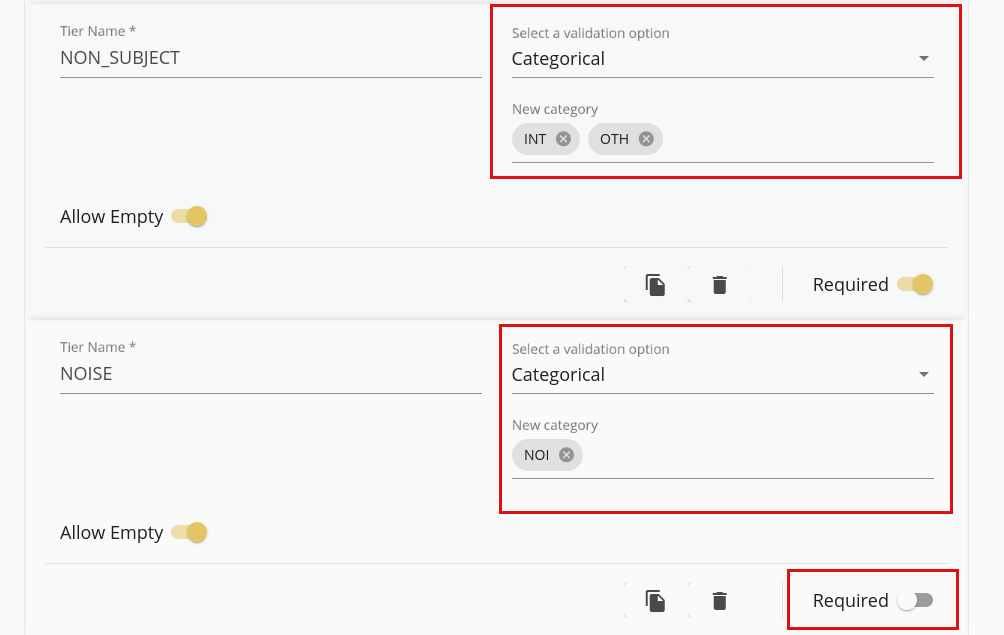 Tier Name *
Select a validation option
NON_SUBJECT
Categorical
New category
INT
OTH
Allow Empty
Required
Tier Name *
Select a validation option
NOISE
Categorical
New category
NOI
Allow Empty
Required